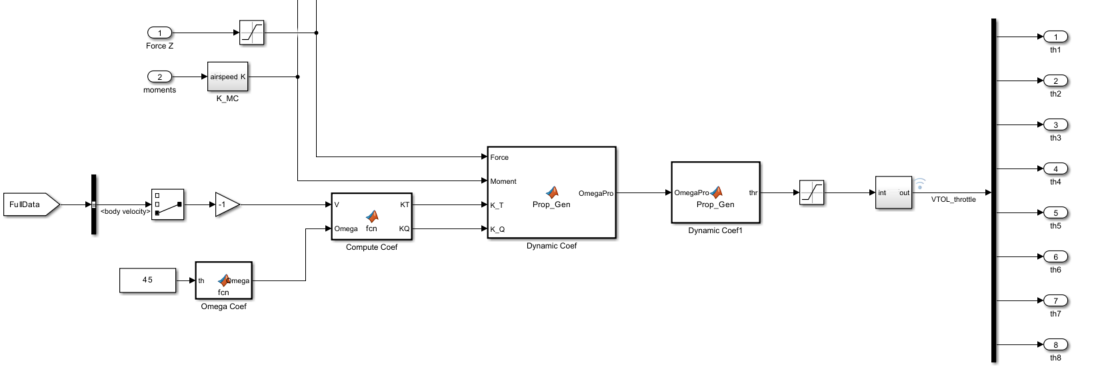 1
Force Z
2
moments
airspeed K
K_MC
FullData
<body velocity>
-1
V
Omega
fcn
KT
KQ
Compute Coef
45
th
Omega
fcn
Omega Coef
Force
Moment
K_T
K_Q
Prop_Gen
OmegaPro
Dynamic Coef
OmegaPro
Prop_Gen
thr
Dynamic Coef1
int out
VTOL_throttle
1
th1
2
th2
3
th3
4
th4
5
th5
6
th6
7
th7
8
th8